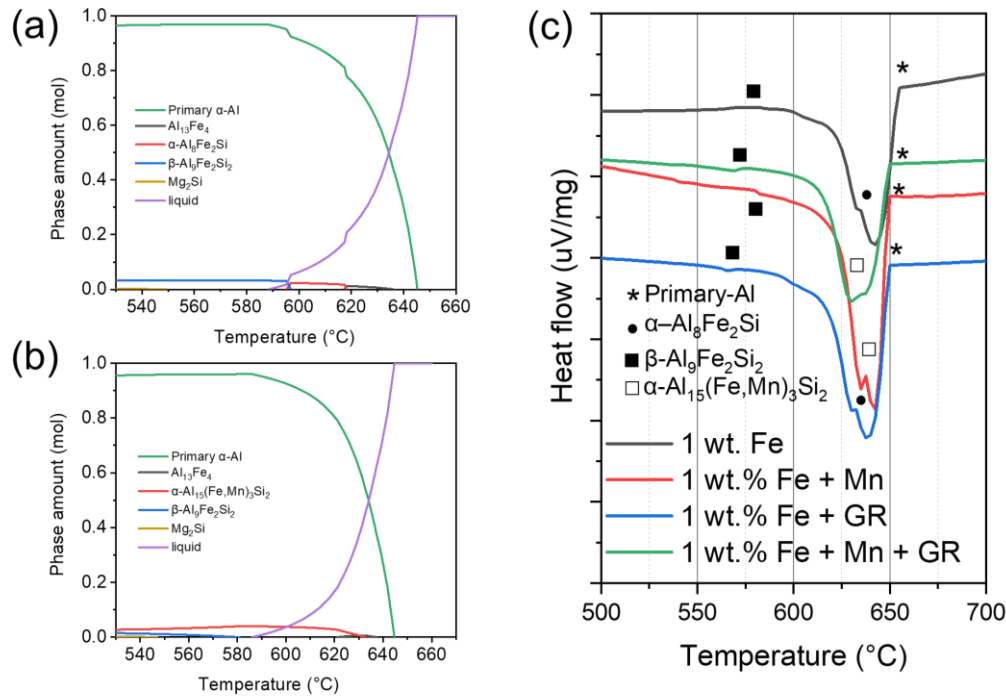 (a)
1.0
0.8
0.6
0.4
0.2
0.0
Phase amount (mol)
Primary α-Al
Al₁₃Fe₄
α-Al₈Fe₂Si
β-Al₉Fe₂Si₂
Mg₂Si
liquid
540 560 580 600 620 640 660
Temperature (°C)
(b)
1.0
0.8
0.6
0.4
0.2
0.0
Phase amount (mol)
Primary α-Al
Al₁₃Fe₄
α-Al₁₅(Fe,Mn)₃Si₂
β-Al₉Fe₂Si₂
Mg₂Si
liquid
540 560 580 600 620 640 660
Temperature (°C)
(c)
Heat flow (uV/mg)
*
*
*
*
* Primary-Al
● α–Al₈Fe₂Si
■ β-Al₉Fe₂Si₂
□ α-Al₁₅(Fe,Mn)₃Si₂
1 wt. Fe
1 wt.% Fe + Mn
1 wt.% Fe + GR
1 wt.% Fe + Mn + GR
500 550 600 650 700
Temperature (°C)